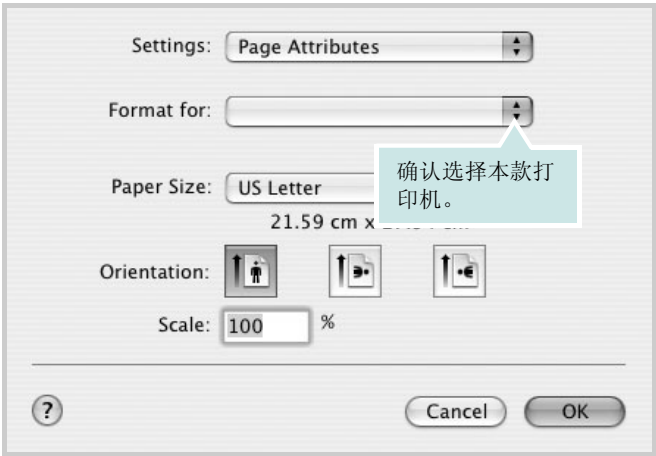 Settings: Page Attributes
Format for:
确认选择本款打
印机。
Paper Size: US Letter
21.59 cm x
Orientation:
Scale: 100 %
? Cancel OK